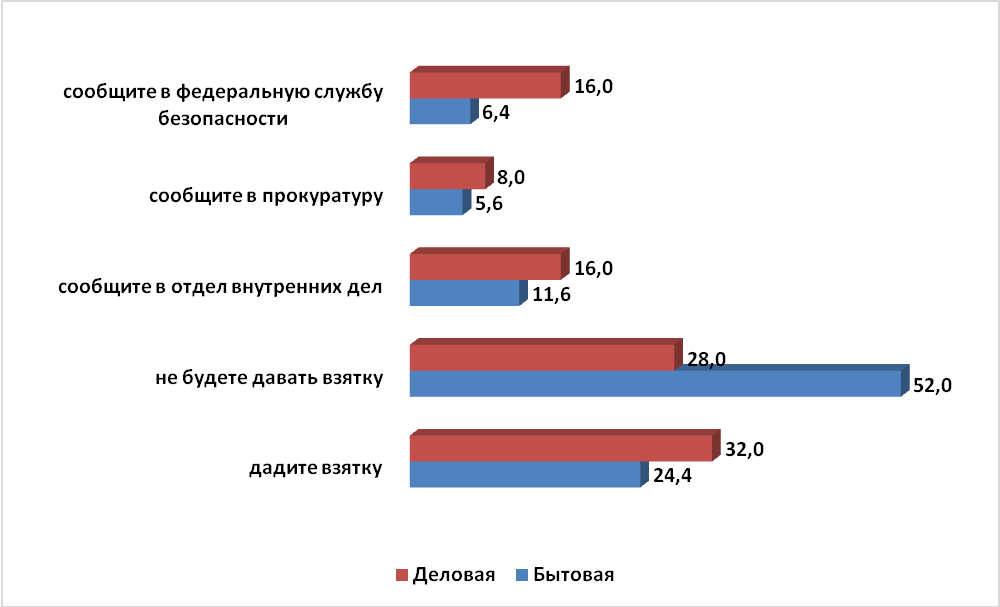 сообщите в федеральную службу
безопасности
16,0
6,4
сообщите в прокуратуру
8,0
5,6
сообщите в отдел внутренних дел
16,0
11,6
не будете давать взятку
28,0
52,0
дадите взятку
32,0
24,4
Деловая Бытовая